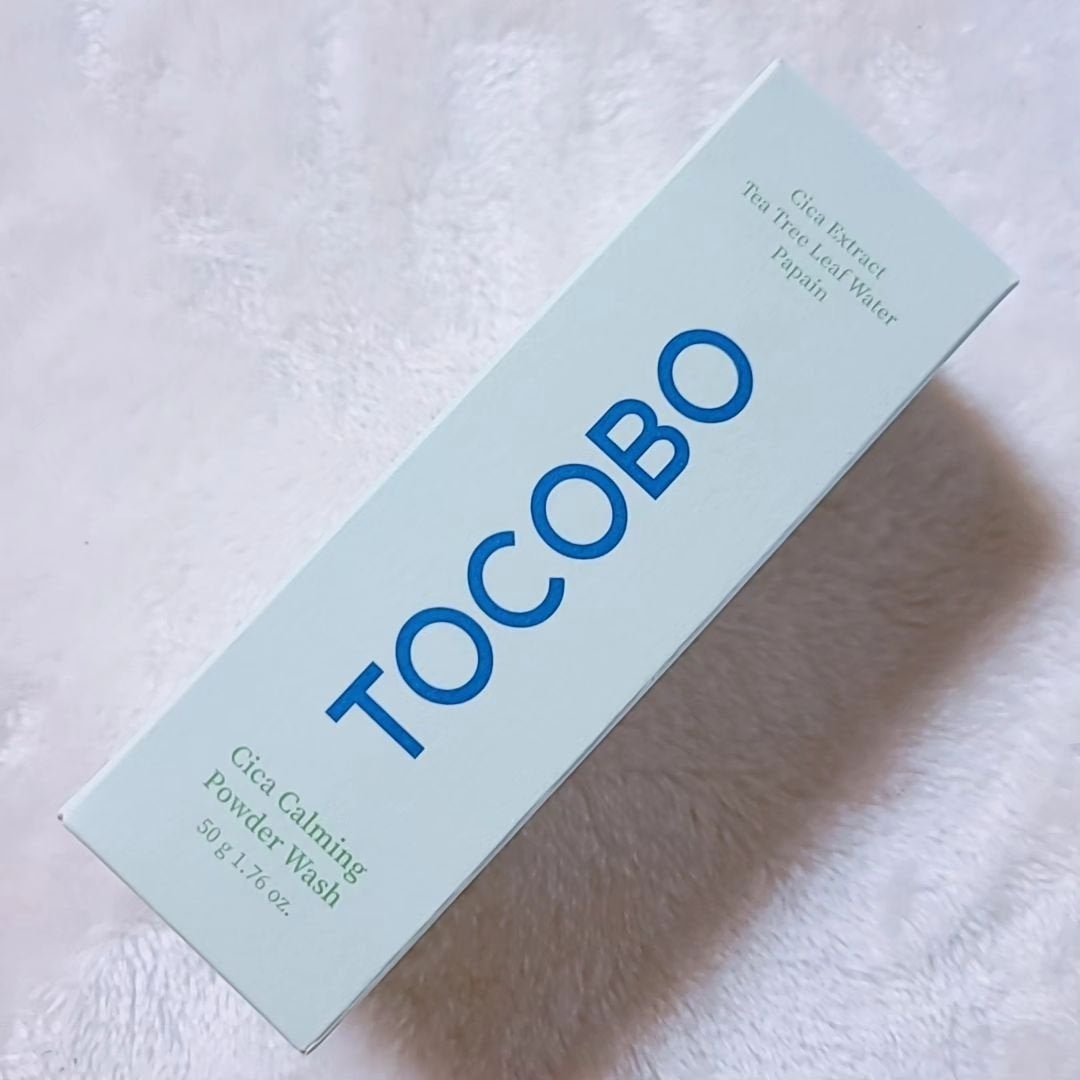 Cica Extract
Tea Tree Leaf Water
Papain
TOCOBO
Cica Calming
Powder Wash
50 g 1.76 oz.